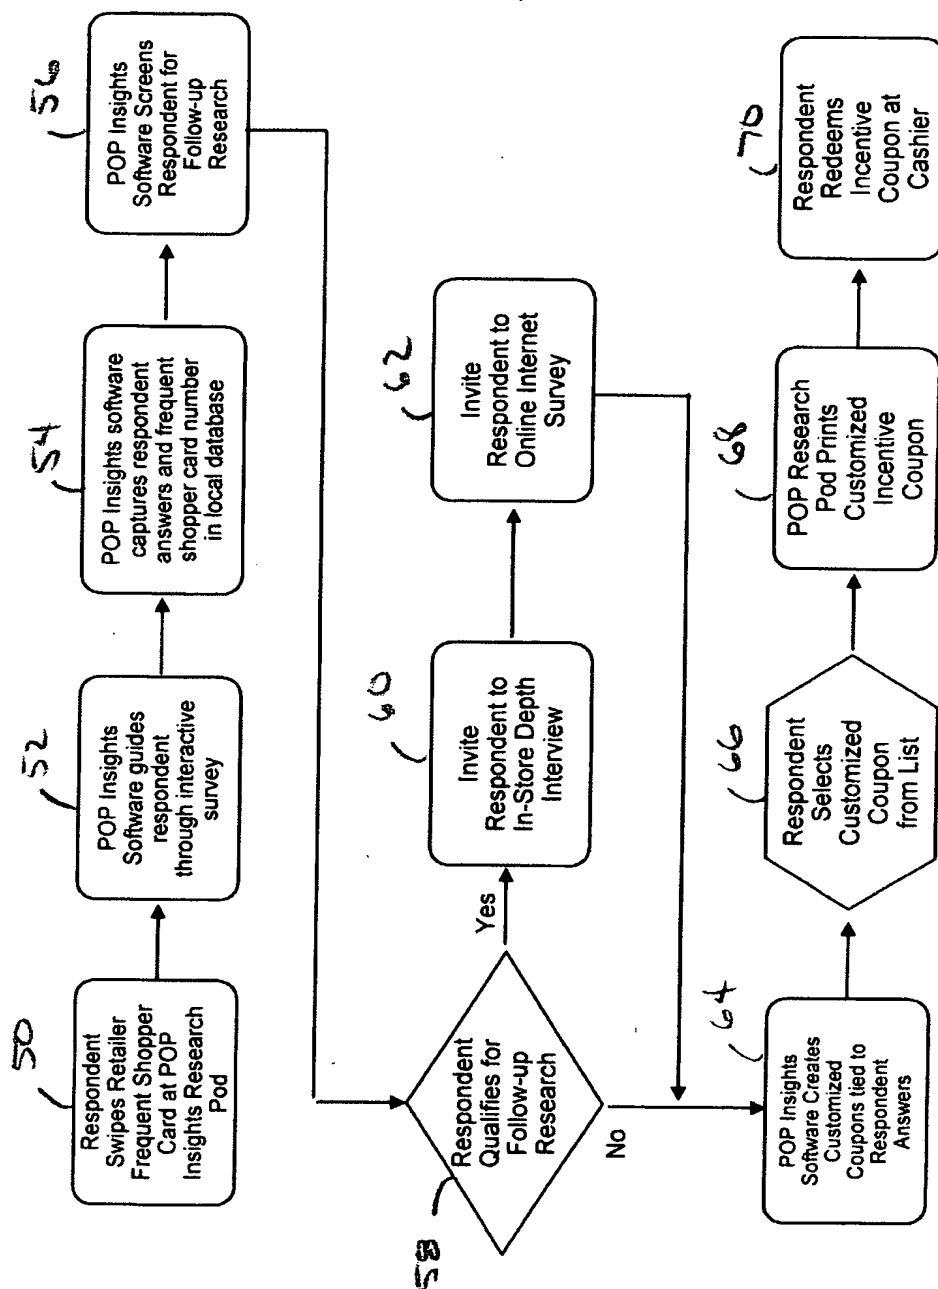 50
Respondent
Swipes Retailer
Frequent Shopper
Card at POP
Insights Research
Pod
52
POP Insights
Software guides
respondent
through interactive
survey
54
POP Insights software
captures respondent
answers and frequent
shopper card number
in local database
56
POP Insights
Software Screens
Respondent for
Follow-up
Research
58
Respondent
Qualifies for
Follow-up
Research
Yes
No
60
Invite
Respondent to
In-Store Depth
Interview
62
Invite
Respondent to
Online Internet
Survey
64
POP Insights
Software Creates
Customized
Coupons tied to
Respondent
Answers
66
Respondent
Selects
Customized
Coupon
from List
68
POP Research
Pod Prints
Customized
Incentive
Coupon
70
Respondent
Redeems
Incentive
Coupon at
Cashier